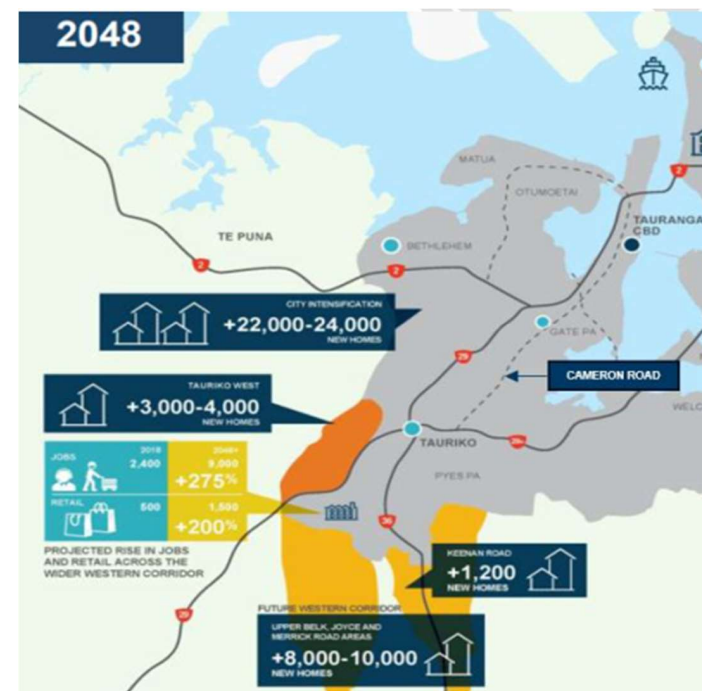 2048
MATUA
OTUMOETAI
2
TAURANGA
CBD
TE PUNA
BETHLEHEM
2
2
CITY INTENSIFICATION
+22,000-24,000
NEW HOMES
GATE PA
29
CAMERON ROAD
TAURIKO WEST
+3,000-4,000
NEW HOMES
TAURIKO
WELC
JOBS
2018
2,400
2048+
9,000
+275%
RETAIL
500
1,500
+200%
PYES PA
36
PROJECTED RISE IN JOBS
AND RETAIL ACROSS THE
WIDER WESTERN CORRIDOR
KEENAN ROAD
+1,200
NEW HOMES
FUTURE WESTERN CORRIDOR
UPPER BELK, JOYCE AND
MERRICK ROAD AREAS
+8,000-10,000
NEW HOMES